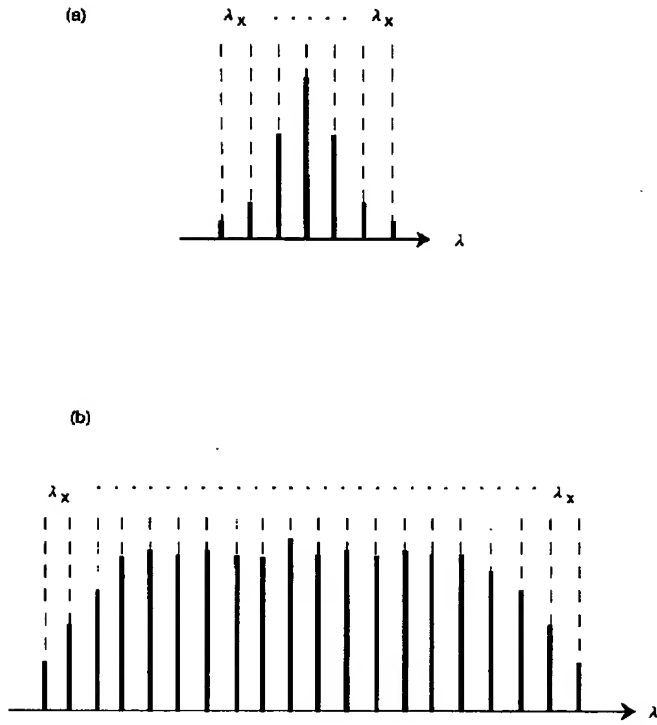 (a)
λx . . . . . λx
λ
(b)
λx . . . . . . . . . . . . . . . . . . . . . . . . . . . . . . . . . λx
λ